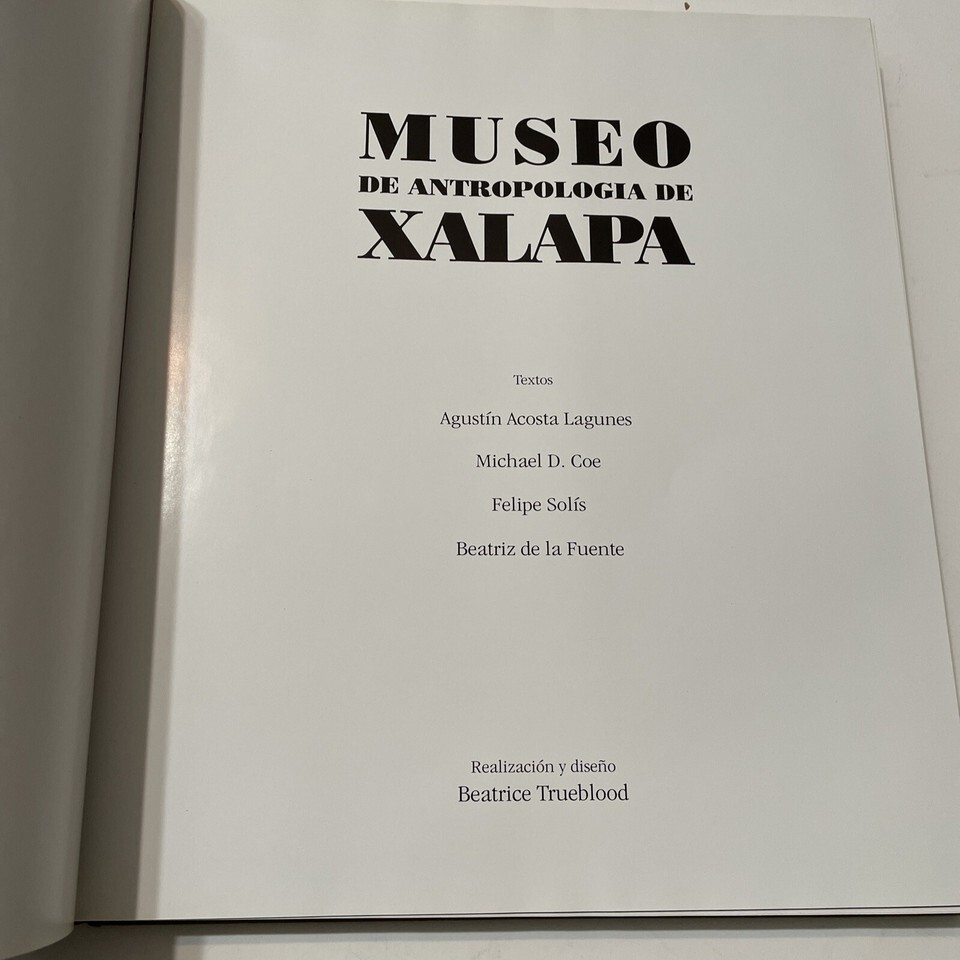 MUSEO
DE ANTROPOLOGIA DE
XALAPA
Textos
Agustín Acosta Lagunes
Michael D. Coe
Felipe Solís
Beatriz de la Fuente
Realización y diseño
Beatrice Trueblood